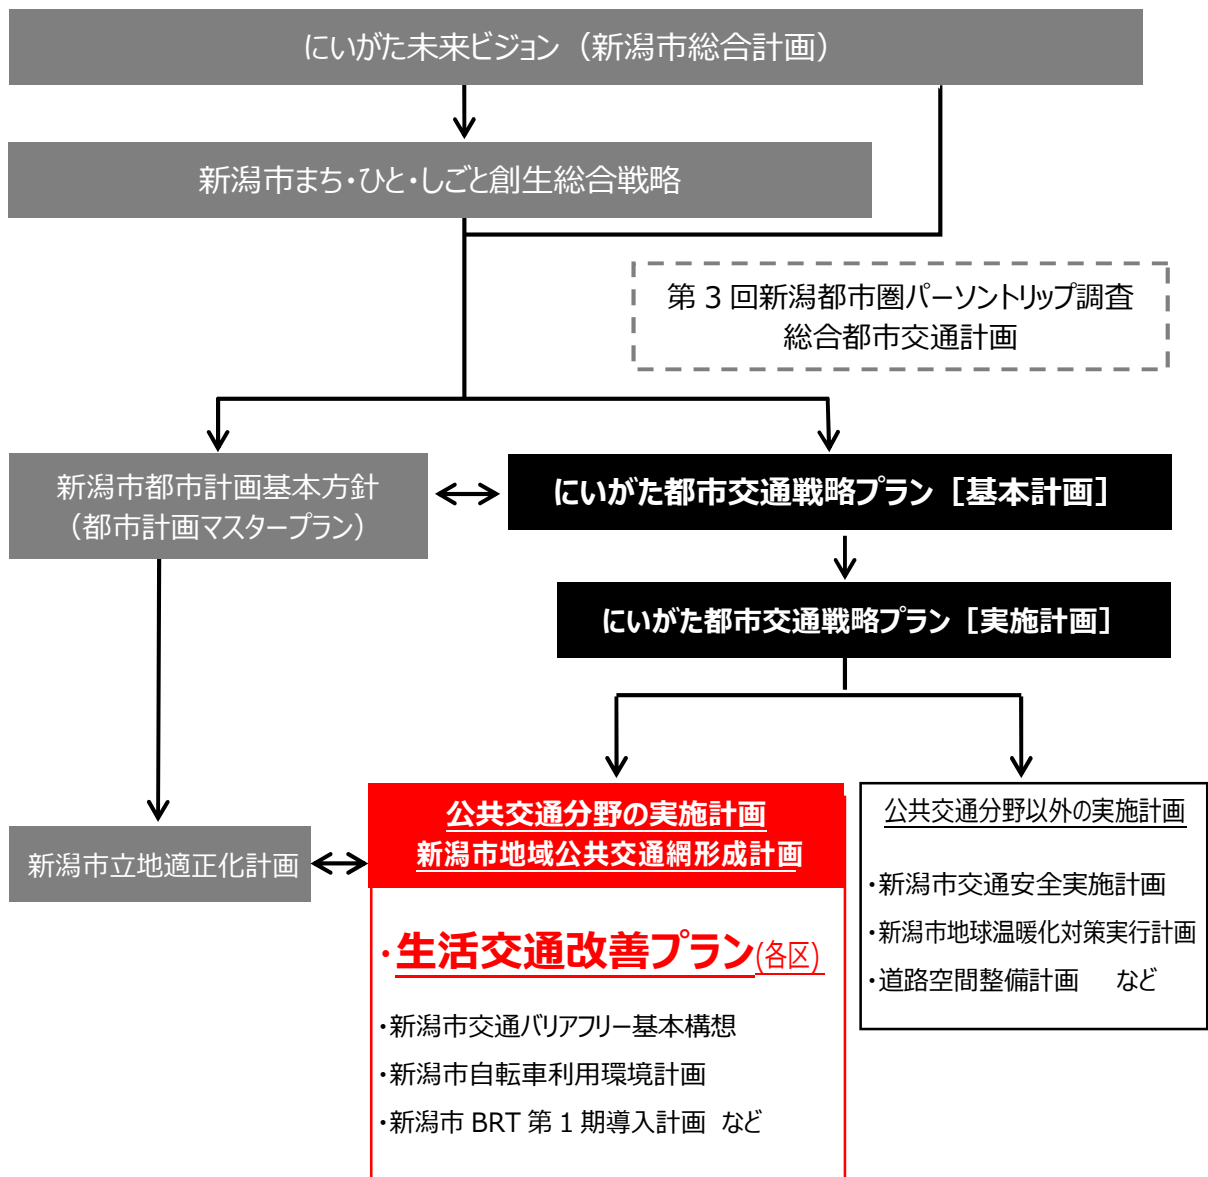 にいがた未来ビジョン（新潟市総合計画）
新潟市まち・ひと・しごと創生総合戦略
第 3 回新潟都市圏パーソントリップ調査
総合都市交通計画
新潟市都市計画基本方針
（都市計画マスタープラン）
にいがた都市交通戦略プラン［基本計画］
にいがた都市交通戦略プラン［実施計画］
新潟市立地適正化計画
公共交通分野の実施計画
新潟市地域公共交通網形成計画
・生活交通改善プラン(各区)
・新潟市交通バリアフリー基本構想
・新潟市自転車利用環境計画
・新潟市 BRT 第 1 期導入計画 など
公共交通分野以外の実施計画
・新潟市交通安全実施計画
・新潟市地球温暖化対策実行計画
・道路空間整備計画 など